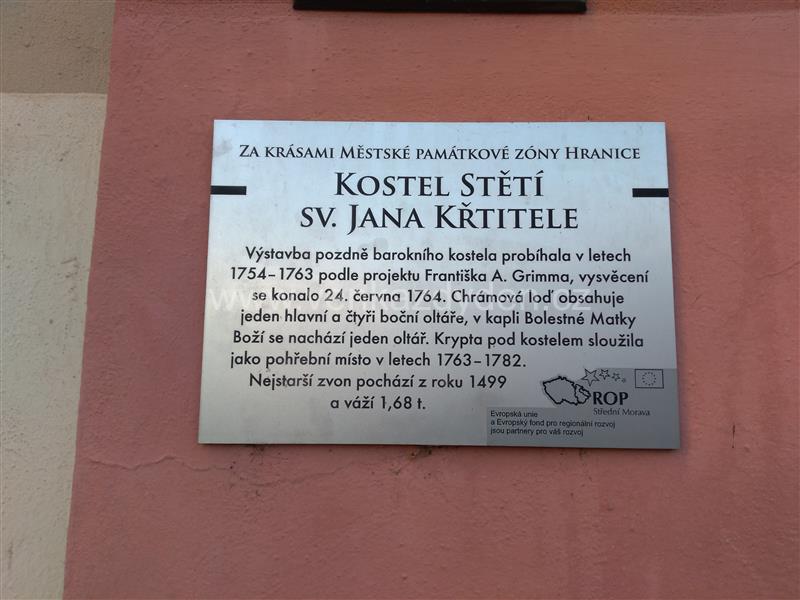 Za krásami Městské památkové zóny Hranice
Kostel Stětí
sv. Jana Křtitele
Výstavba pozdně barokního kostela probíhala v letech
1754–1763 podle projektu Františka A. Grimma, vysvěcení
se konalo 24. června 1764. Chrámová loď obsahuje
jeden hlavní a čtyři boční oltáře, v kapli Bolestné Matky
Boží se nachází jeden oltář. Krypta pod kostelem sloužila
jako pohřební místo v letech 1763–1782.
Nejstarší zvon pochází z roku 1499
a váží 1,68 t.
ROP
Střední Morava
Evropská unie
a Evropský fond pro regionální rozvoj
jsou partnery pro váš rozvoj